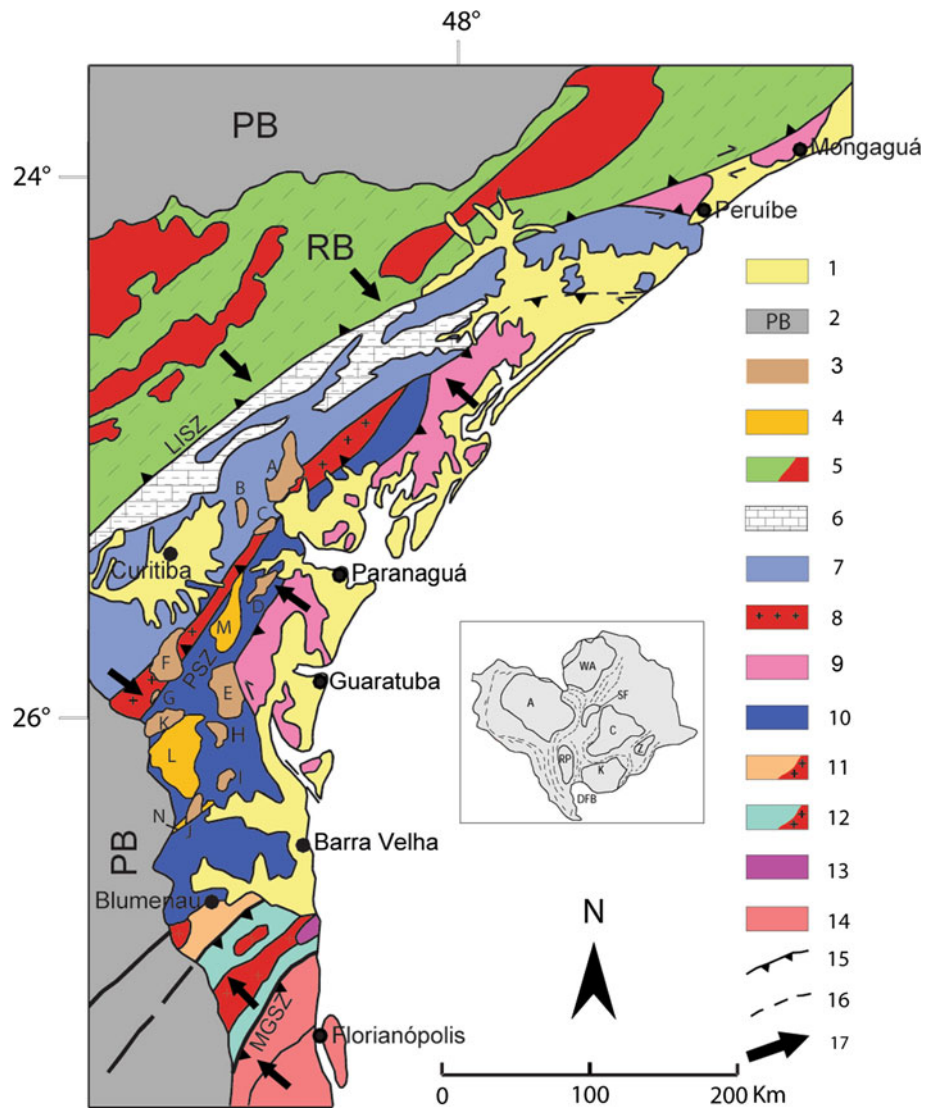 48°
PB
24°
Mongaguá
Peruíbe
RB
LISZ
A
B
C
Curitiba
Paranaguá
D
M
F
PSZ
E
Guaratuba
G
26°
K
H
L
I
N
J
Barra Velha
PB
Blumenau
MGSZ
Florianópolis
1
PB 2
3
4
5
6
7
8
9
10
11
12
13
14
15
16
17
WA
SF
A
C
RP
K
DFB
N
0 100 200 Km